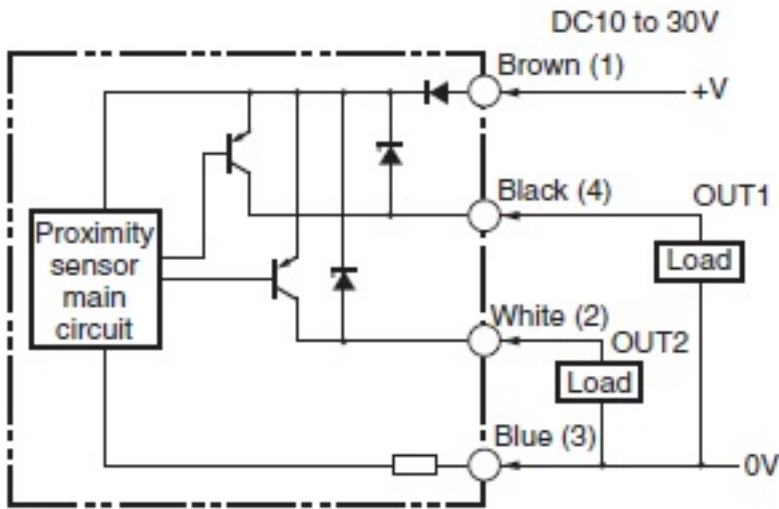 DC10 to 30V
Brown (1)
+V
Black (4)
OUT1
Proximity
sensor
main
circuit
Load
White (2)
OUT2
Load
Blue (3)
0V